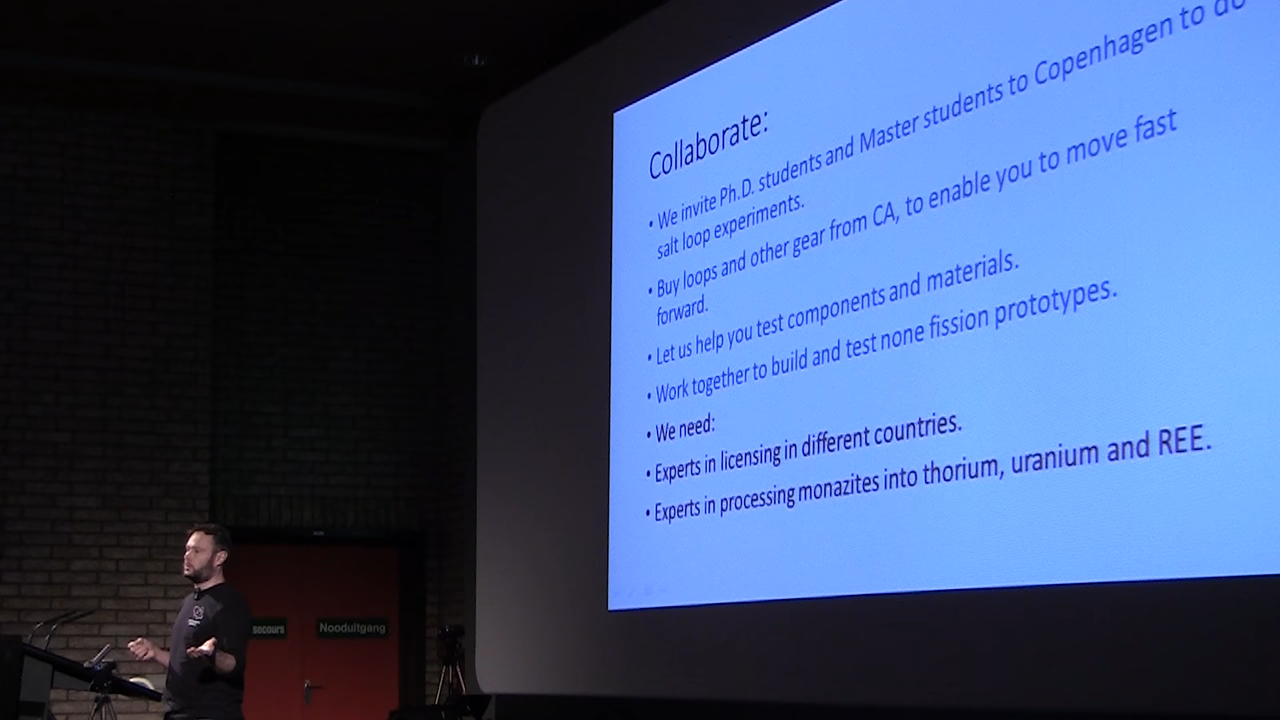 Collaborate:
• We invite Ph.D. students and Master students to Copenhagen to do
salt loop experiments.
• Buy loops and other gear from CA, to enable you to move fast
forward.
• Let us help you test components and materials.
• Work together to build and test none fission prototypes.
• We need:
• Experts in licensing in different countries.
• Experts in processing monazites into thorium, uranium and REE.
secours
Nooduitgang